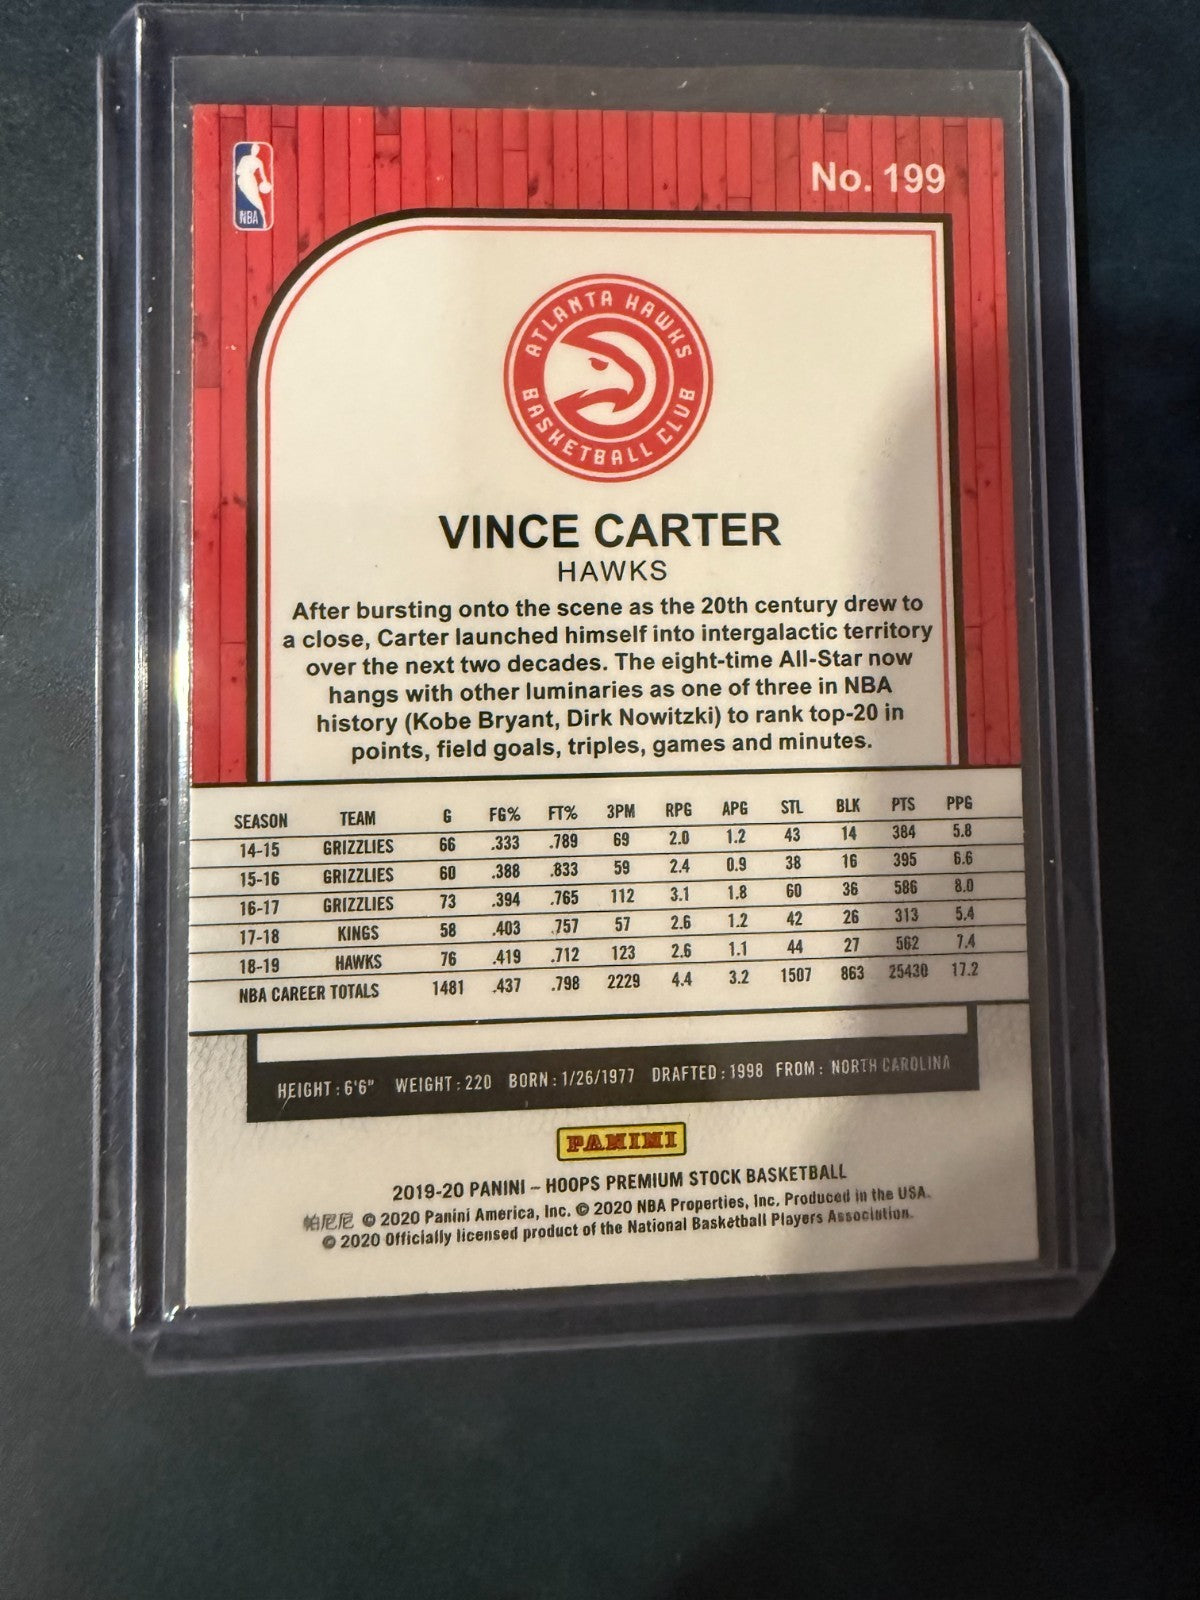 No. 199
NBA
ATLANTA HAWKS
BASKETBALL CLUB
VINCE CARTER
HAWKS
After bursting onto the scene as the 20th century drew to
a close, Carter launched himself into intergalactic territory
over the next two decades. The eight-time All-Star now
hangs with other luminaries as one of three in NBA
history (Kobe Bryant, Dirk Nowitzki) to rank top-20 in
points, field goals, triples, games and minutes.
SEASON TEAM G FG% FT% 3PM RPG APG STL BLK PTS PPG
14-15 GRIZZLIES 66 .333 .789 69 2.0 1.2 43 14 384 5.8
15-16 GRIZZLIES 60 .388 .833 59 2.4 0.9 38 16 395 6.6
16-17 GRIZZLIES 73 .394 .765 112 3.1 1.8 60 36 586 8.0
17-18 KINGS 58 .403 .757 57 2.6 1.2 42 26 313 5.4
18-19 HAWKS 76 .419 .712 123 2.6 1.1 44 27 562 7.4
NBA CAREER TOTALS 1481 .437 .798 2229 4.4 3.2 1507 863 25430 17.2
HEIGHT : 6'6" WEIGHT : 220 BORN : 1/26/1977 DRAFTED : 1998 FROM : NORTH CAROLINA
PANINI
2019-20 PANINI – HOOPS PREMIUM STOCK BASKETBALL
帕尼尼 © 2020 Panini America, Inc. © 2020 NBA Properties, Inc. Produced in the USA.
© 2020 Officially licensed product of the National Basketball Players Association.